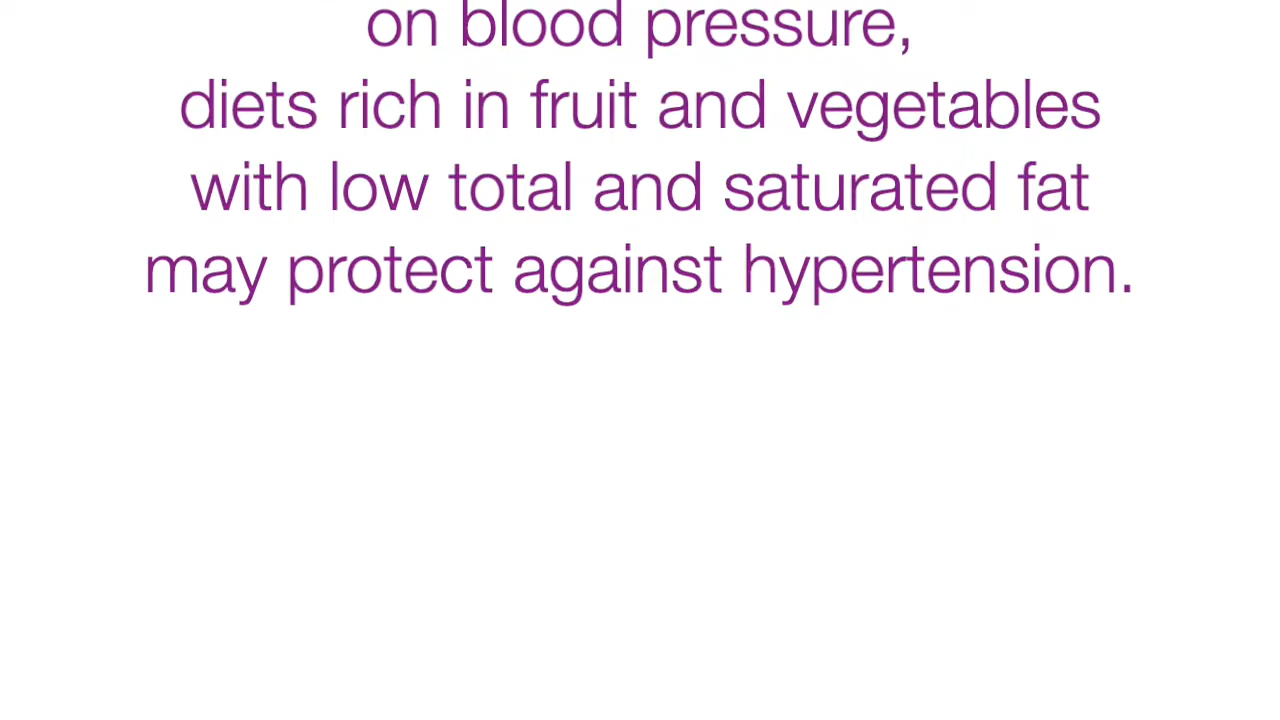 on blood pressure,
diets rich in fruit and vegetables
with low total and saturated fat
may protect against hypertension.